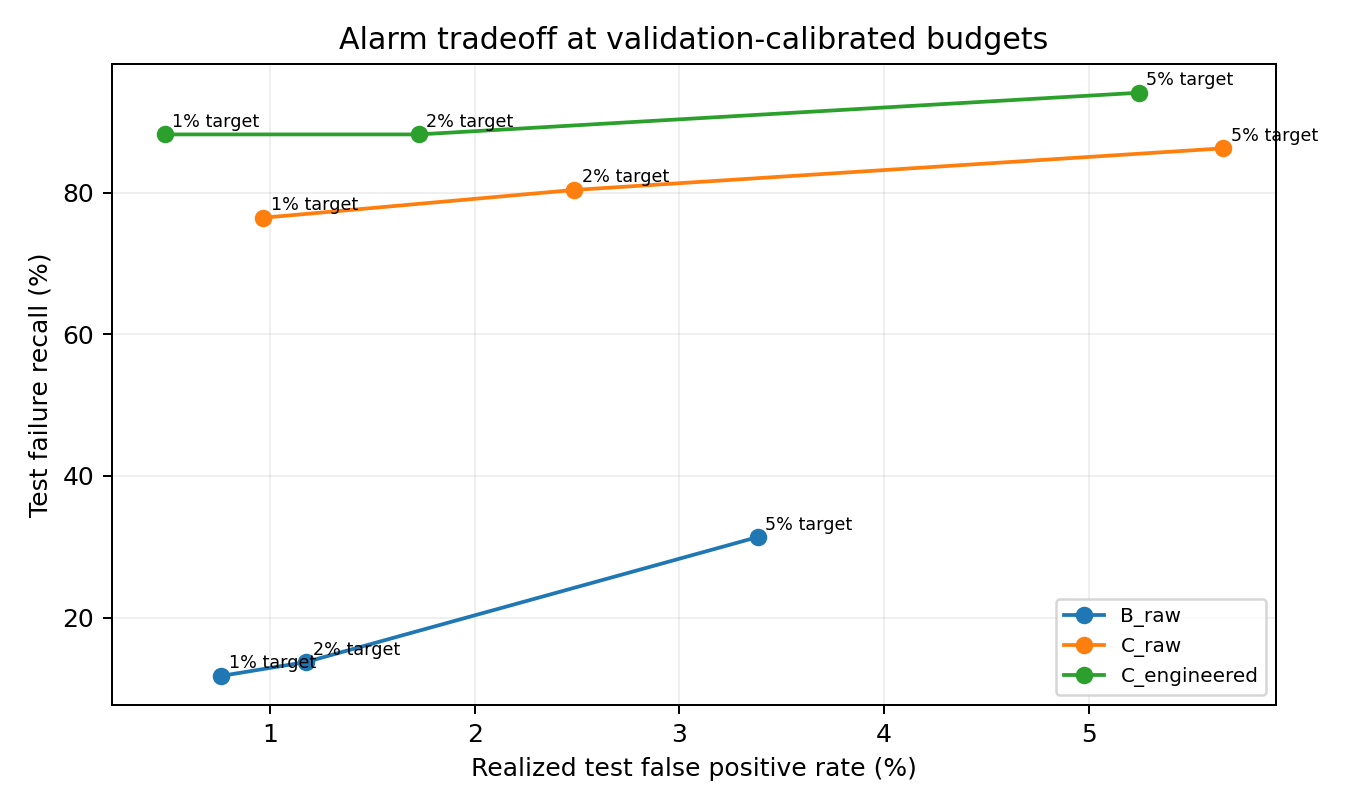 Alarm tradeoff at validation-calibrated budgets
Test failure recall (%)
80
60
40
20
1% target
2% target
5% target
1% target
2% target
5% target
1% target
2% target
5% target
B_raw
C_raw
C_engineered
1
2
3
4
5
Realized test false positive rate (%)